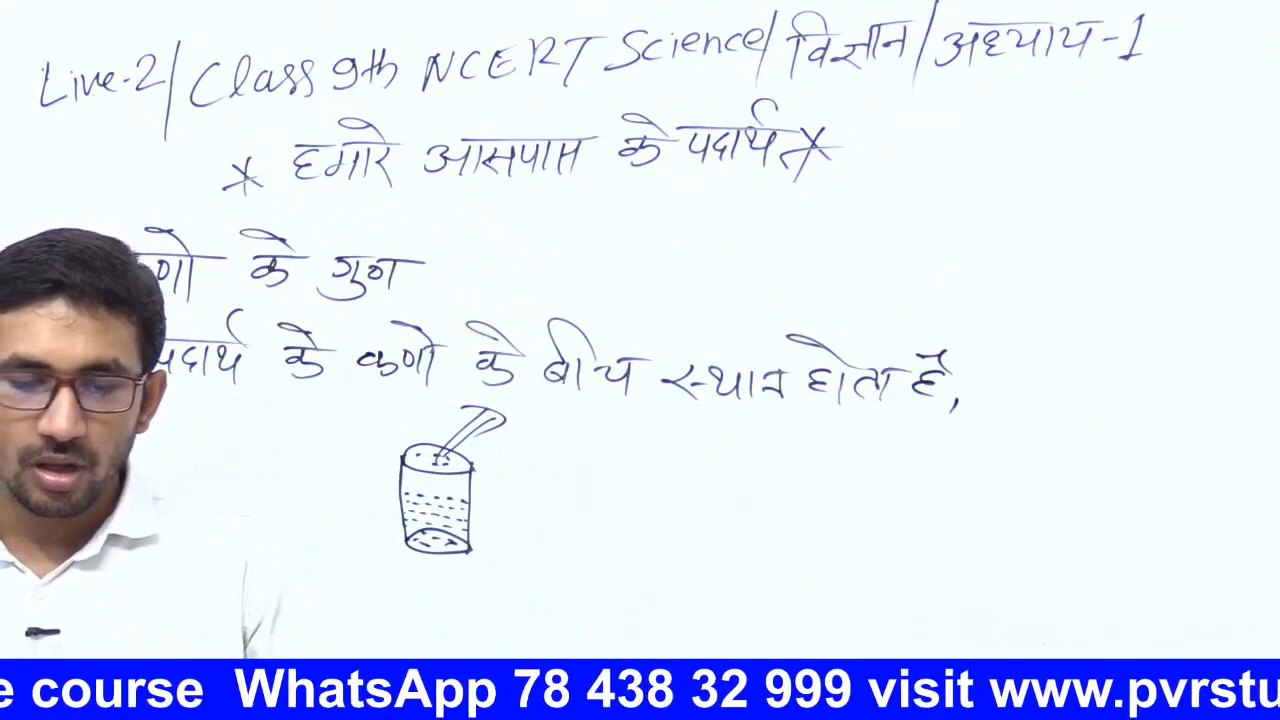 Live-2/Class 9th NCERT Science/विज्ञान/अध्याय-1
* हमारे आसपास के पदार्थ *
णो के गुण
पदार्थ के कणो के बीच स्थान होता है,
e course WhatsApp 78 438 32 999 visit www.pvrstu